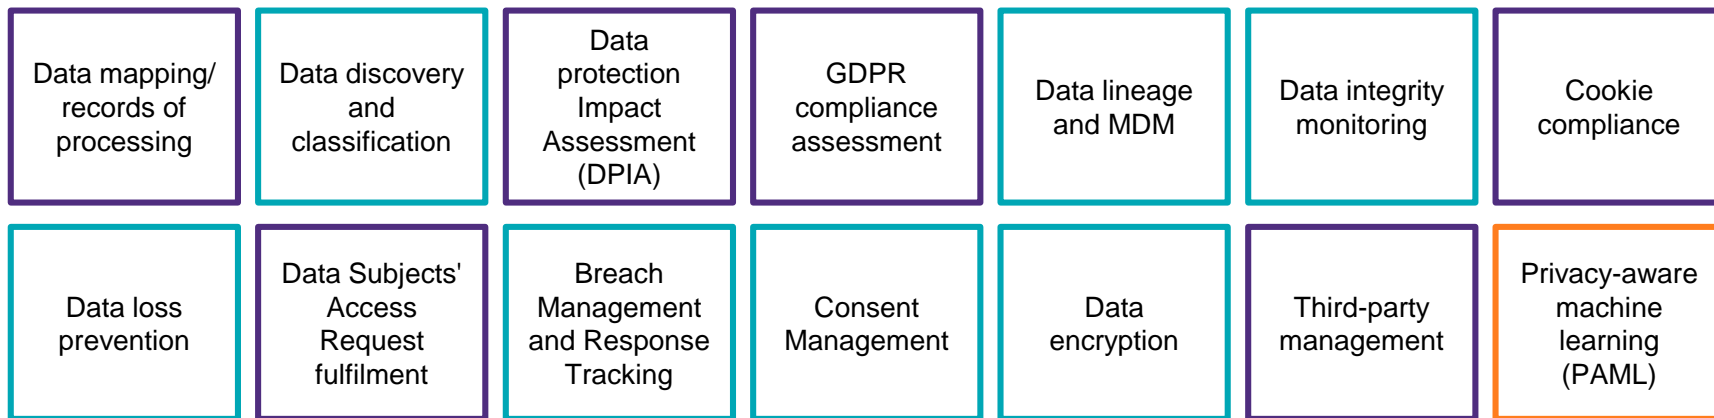 Data mapping/
records of
processing
Data discovery
and
classification
Data
protection
Impact
Assessment
(DPIA)
GDPR
compliance
assessment
Data lineage
and MDM
Data integrity
monitoring
Cookie
compliance
Data loss
prevention
Data Subjects'
Access
Request
fulfilment
Breach
Management
and Response
Tracking
Consent
Management
Data
encryption
Third-party
management
Privacy-aware
machine
learning
(PAML)